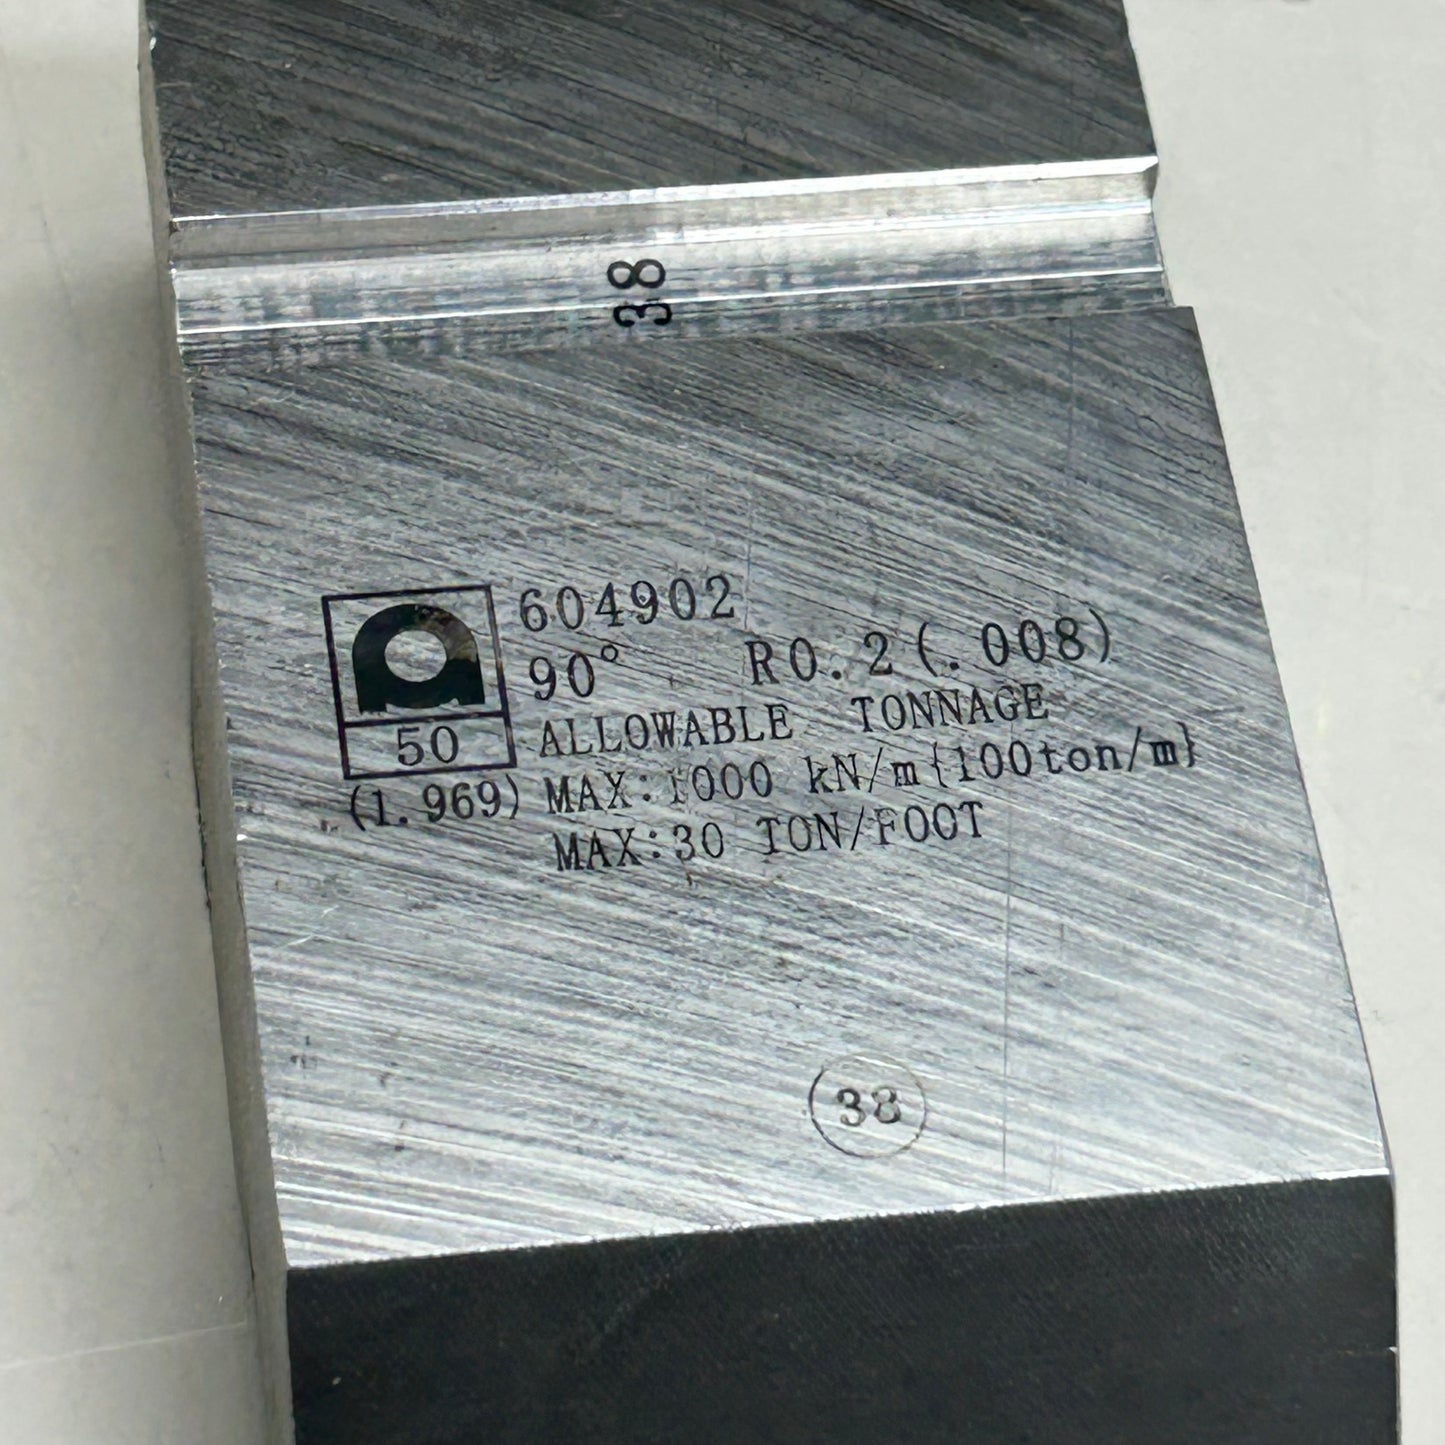 38
604902
90° R0.2(.008)
50 ALLOWABLE TONNAGE
(1.969) MAX:1000 kN/m{100ton/m}
MAX:30 TON/FOOT
38